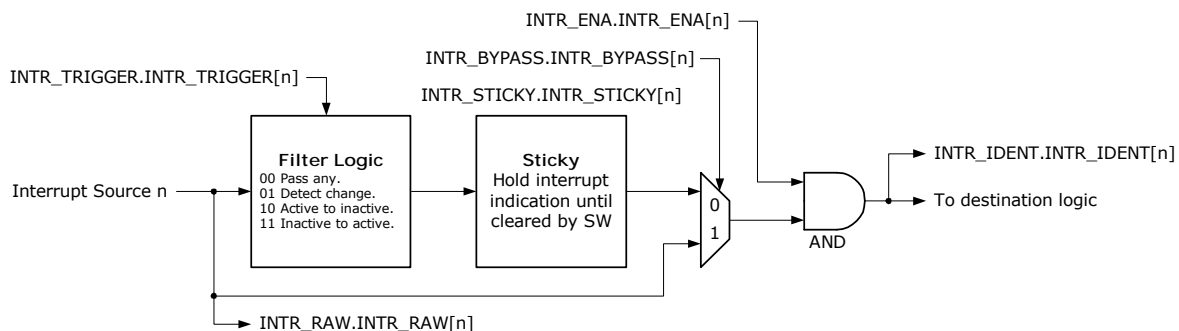 INTR_ENA.INTR_ENA[n]
INTR_BYPASS.INTR_BYPASS[n]
INTR_TRIGGER.INTR_TRIGGER[n]
INTR_STICKY.INTR_STICKY[n]
Filter Logic
00 Pass any.
01 Detect change.
10 Active to inactive.
11 Inactive to active.
Sticky
Hold interrupt
indication until
cleared by SW
INTR_IDENT.INTR_IDENT[n]
Interrupt Source n
To destination logic
0
1
AND
INTR_RAW.INTR_RAW[n]